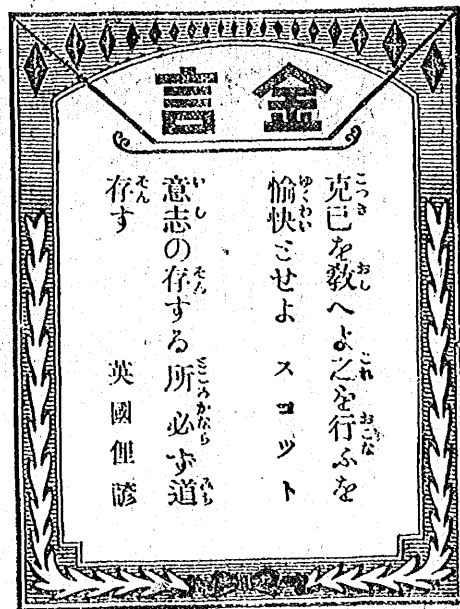 金言
克己を教へよ之を行ふを
愉快とせよ スコット
意志の存する所必ず道
存す 英國俚諺